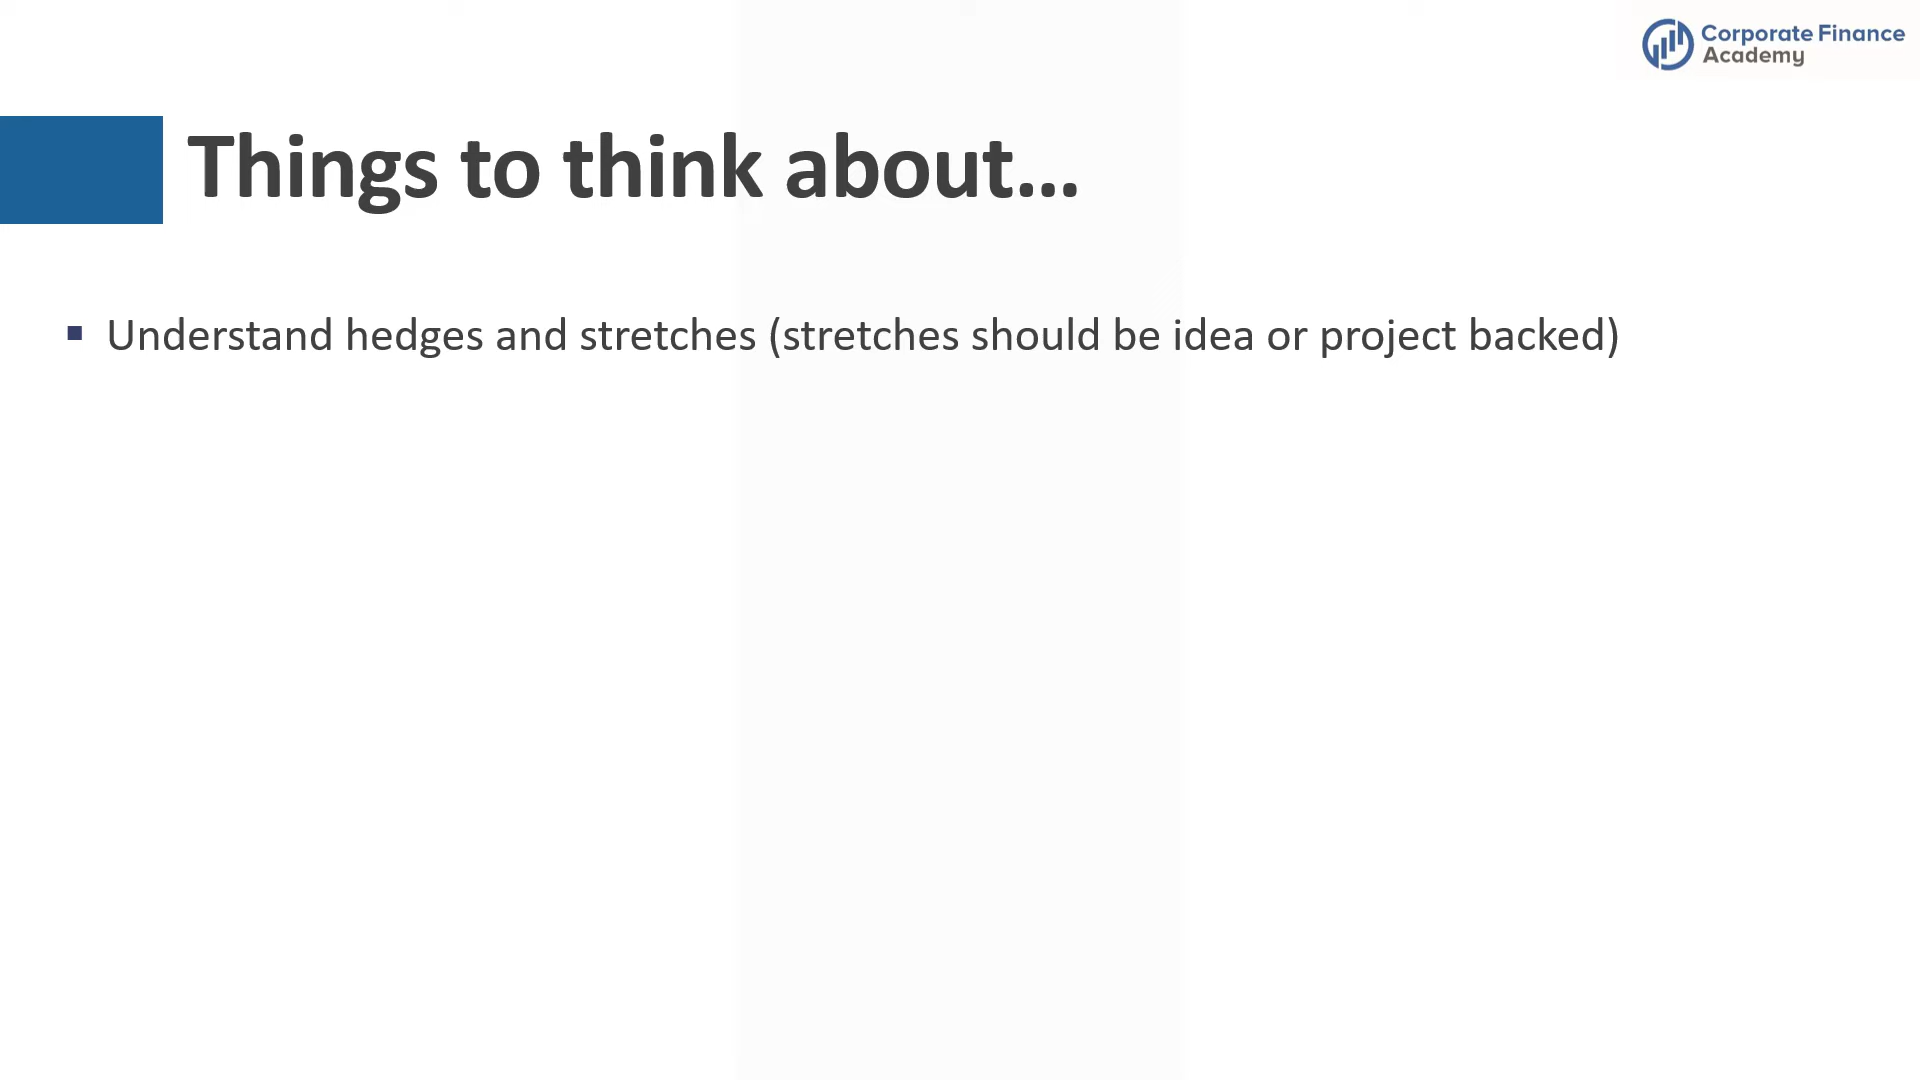 Corporate Finance
Academy
Things to think about...
▪ Understand hedges and stretches (stretches should be idea or project backed)